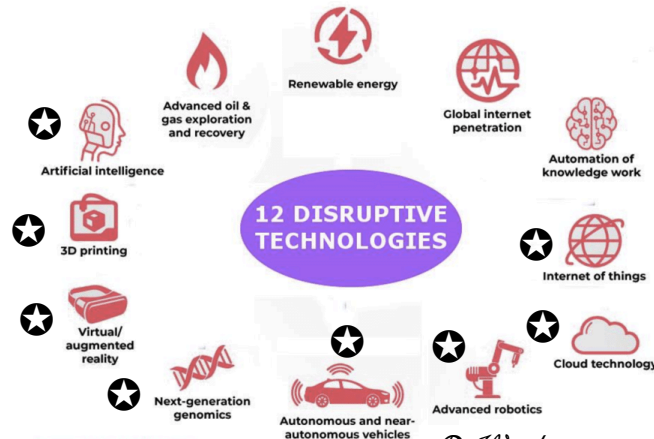 Renewable energy
Advanced oil &
gas exploration
and recovery
Global internet
penetration
Artificial intelligence
Automation of
knowledge work
12 DISRUPTIVE
TECHNOLOGIES
3D printing
Internet of things
Virtual/
augmented
reality
Cloud technology
Next-generation
genomics
Autonomous and near-
autonomous vehicles
Advanced robotics